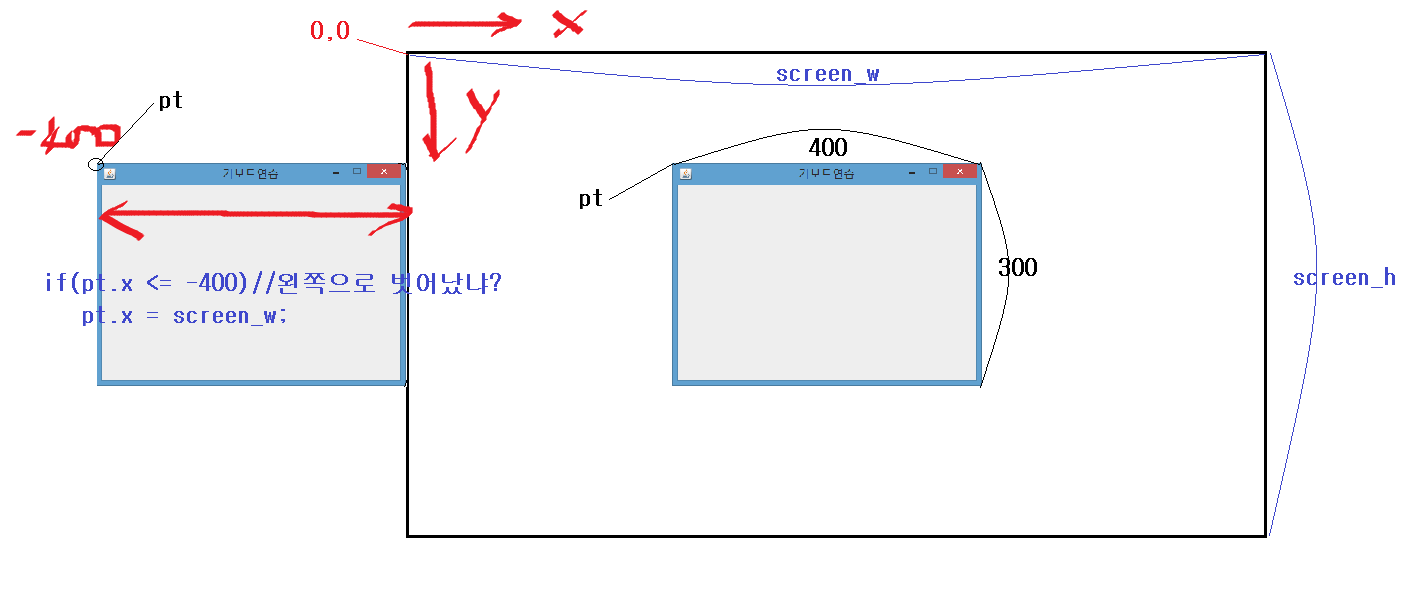 0,0
x
screen_w
y
pt
-400
400
키보드연습
키보드연습
pt
300
screen_h
if(pt.x <= -400)//왼쪽으로 벗어났냐?
pt.x = screen_w;